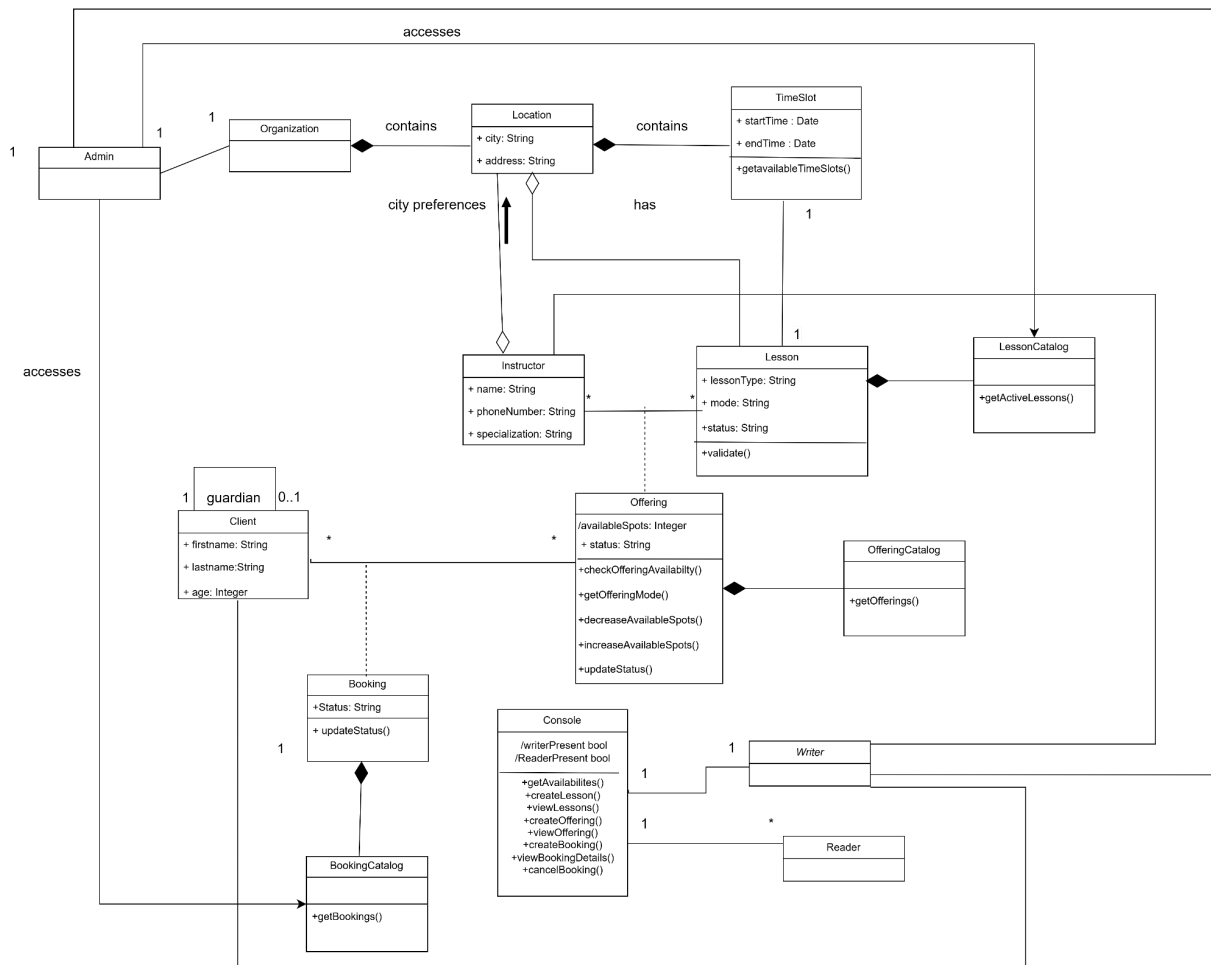 accesses
TimeSlot
+ startTime : Date
+ endTime : Date
+getavailableTimeSlots()
Location
+ city: String
+ address: String
contains
contains
Organization
1
1
1
Admin
city preferences
has
1
1
accesses
Instructor
+ name: String
+ phoneNumber: String
+ specialization: String
*
*
Lesson
+ lessonType: String
+ mode: String
+status: String
+validate()
LessonCatalog
+getActiveLessons()
1
guardian
0..1
Client
+ firstname: String
+ lastname:String
+ age: Integer
*
*
Offering
/availableSpots: Integer
+ status: String
+checkOfferingAvailabilty()
+getOfferingMode()
+decreaseAvailableSpots()
+increaseAvailableSpots()
+updateStatus()
OfferingCatalog
+getOfferings()
Booking
+Status: String
+ updateStatus()
1
Console
/writerPresent bool
/ReaderPresent bool
+getAvailabilites()
+createLesson()
+viewLessons()
+createOffering()
+viewOffering()
+createBooking()
+viewBookingDetails()
+cancelBooking()
1
1
Writer
1
*
Reader
BookingCatalog
+getBookings()